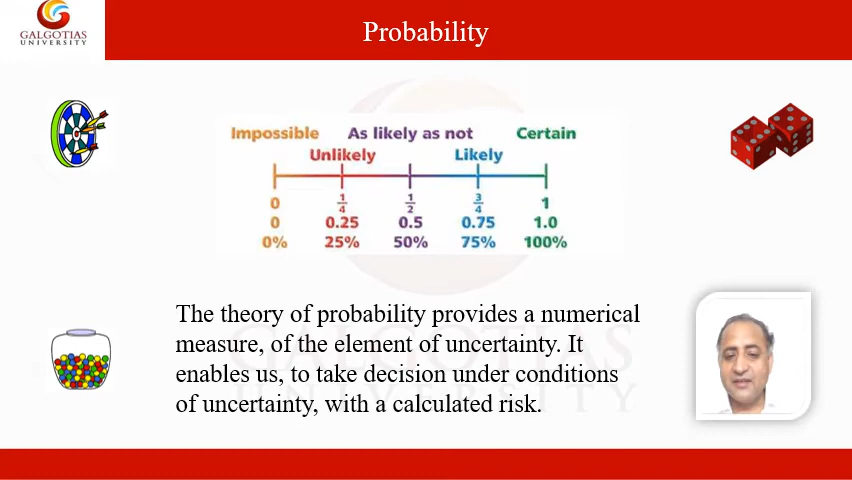 GALGOTIAS
UNIVERSITY
Probability
Impossible As likely as not Certain
Unlikely Likely
0 1/4 1/2 3/4 1
0 0.25 0.5 0.75 1.0
0% 25% 50% 75% 100%
The theory of probability provides a numerical
measure, of the element of uncertainty. It
enables us, to take decision under conditions
of uncertainty, with a calculated risk.
GALGOTIAS
UNIVERSITY